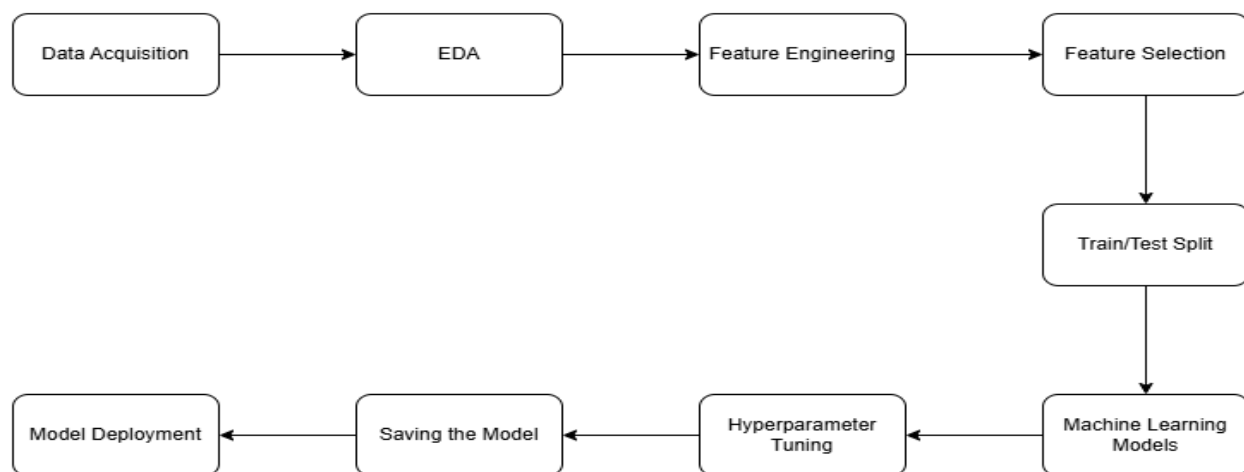 Data Acquisition
EDA
Feature Engineering
Feature Selection
Train/Test Split
Machine Learning
Models
Hyperparameter
Tuning
Saving the Model
Model Deployment